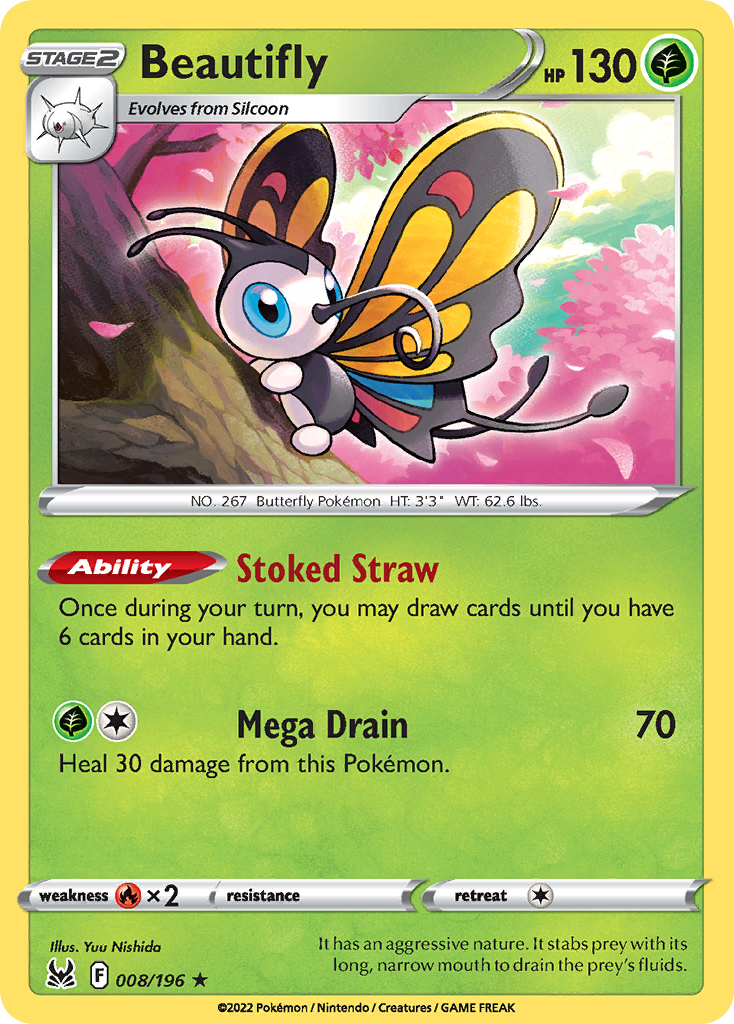 STAGE2 Beautifly HP 130
Evolves from Silcoon
NO. 267 Butterfly Pokémon HT: 3'3" WT: 62.6 lbs.
Ability Stoked Straw
Once during your turn, you may draw cards until you have
6 cards in your hand.
Mega Drain 70
Heal 30 damage from this Pokémon.
weakness ×2 resistance retreat
Illus. Yuu Nishida
It has an aggressive nature. It stabs prey with its
long, narrow mouth to drain the prey's fluids.
F 008/196 ★
©2022 Pokémon / Nintendo / Creatures / GAME FREAK